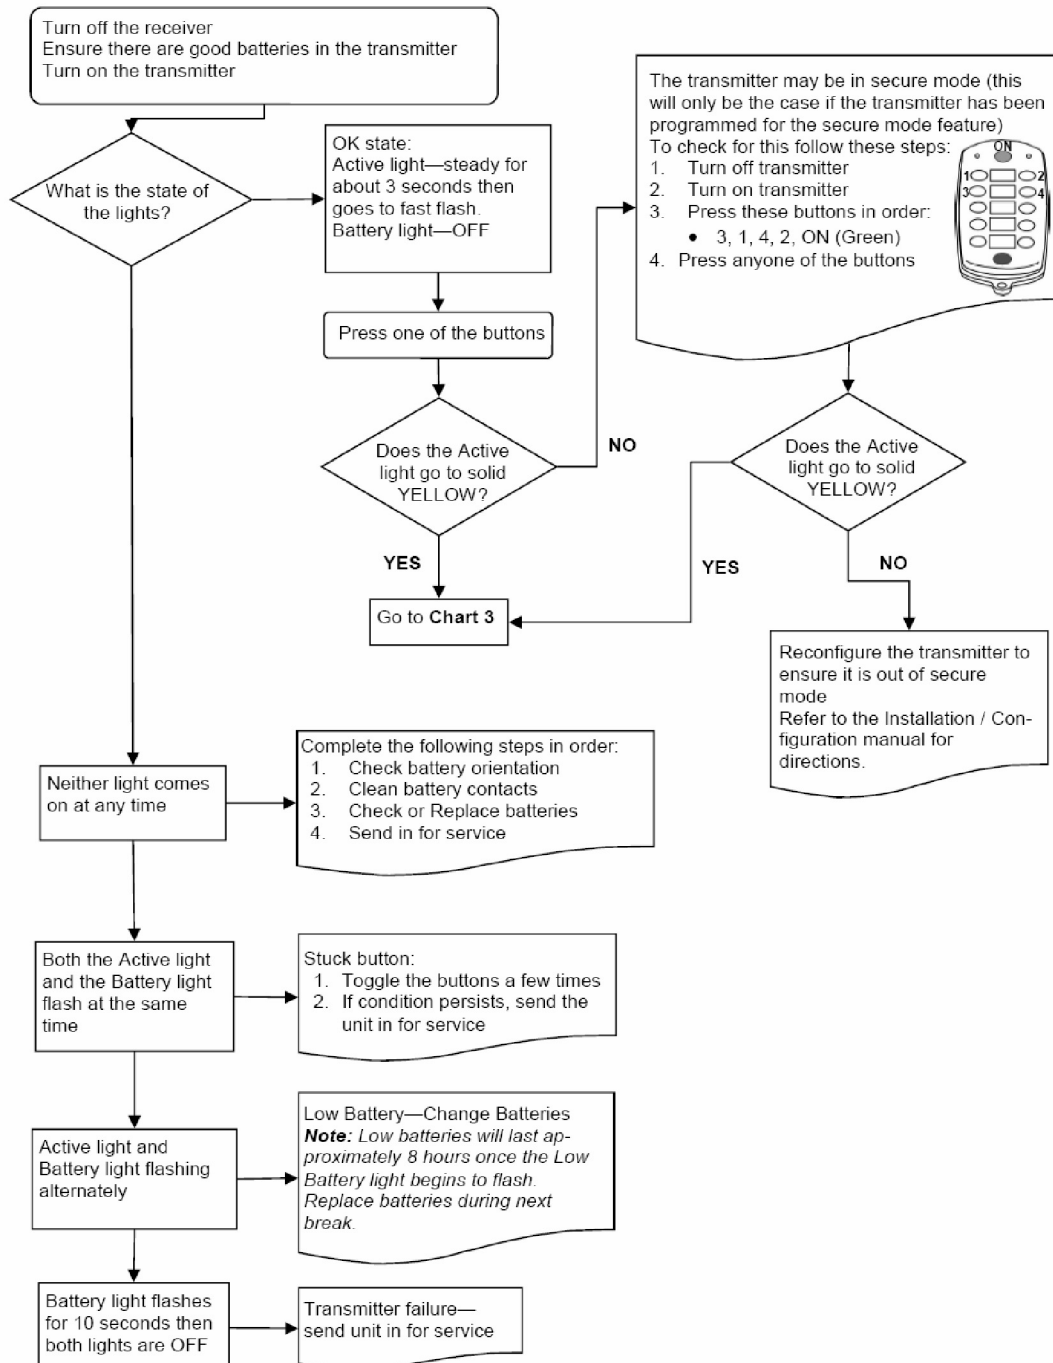 Turn off the receiver
Ensure there are good batteries in the transmitter
Turn on the transmitter
What is the state of
the lights?
OK state:
Active light—steady for
about 3 seconds then
goes to fast flash.
Battery light—OFF
Press one of the buttons
Does the Active
light go to solid
YELLOW?
NO
YES
Go to Chart 3
The transmitter may be in secure mode (this
will only be the case if the transmitter has been
programmed for the secure mode feature)
To check for this follow these steps:
1. Turn off transmitter
2. Turn on transmitter
3. Press these buttons in order:
• 3, 1, 4, 2, ON (Green)
4. Press anyone of the buttons
ON
1 2
3 4
Does the Active
light go to solid
YELLOW?
YES
NO
Reconfigure the transmitter to
ensure it is out of secure
mode
Refer to the Installation / Con-
figuration manual for
directions.
Neither light comes
on at any time
Complete the following steps in order:
1. Check battery orientation
2. Clean battery contacts
3. Check or Replace batteries
4. Send in for service
Both the Active light
and the Battery light
flash at the same
time
Stuck button:
1. Toggle the buttons a few times
2. If condition persists, send the
unit in for service
Active light and
Battery light flashing
alternately
Low Battery—Change Batteries
Note: Low batteries will last ap-
proximately 8 hours once the Low
Battery light begins to flash.
Replace batteries during next
break.
Battery light flashes
for 10 seconds then
both lights are OFF
Transmitter failure—
send unit in for service